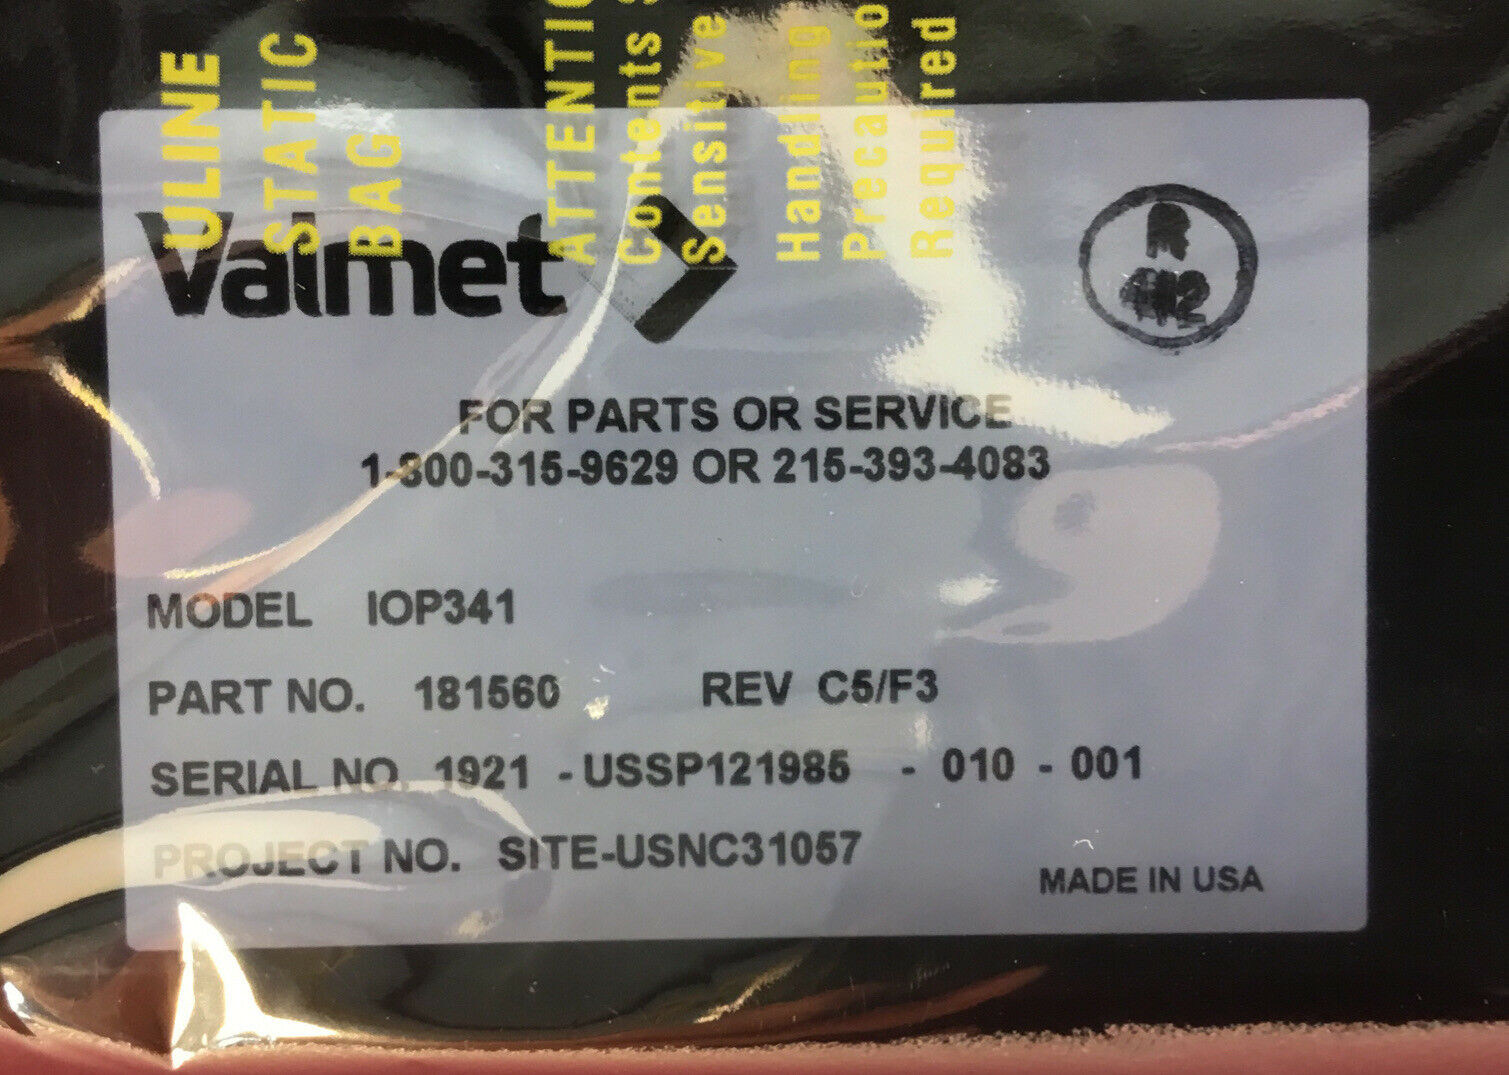 ULINE
STATIC
BAG
ATTENTIO
Contents S
Sensitive
Handling
Precautio
Required
Valmet
R
412
FOR PARTS OR SERVICE
1-800-315-9629 OR 215-393-4083
MODEL IOP341
PART NO. 181560 REV C5/F3
SERIAL NO. 1921 - USSP121985 - 010 - 001
PROJECT NO. SITE-USNC31057
MADE IN USA